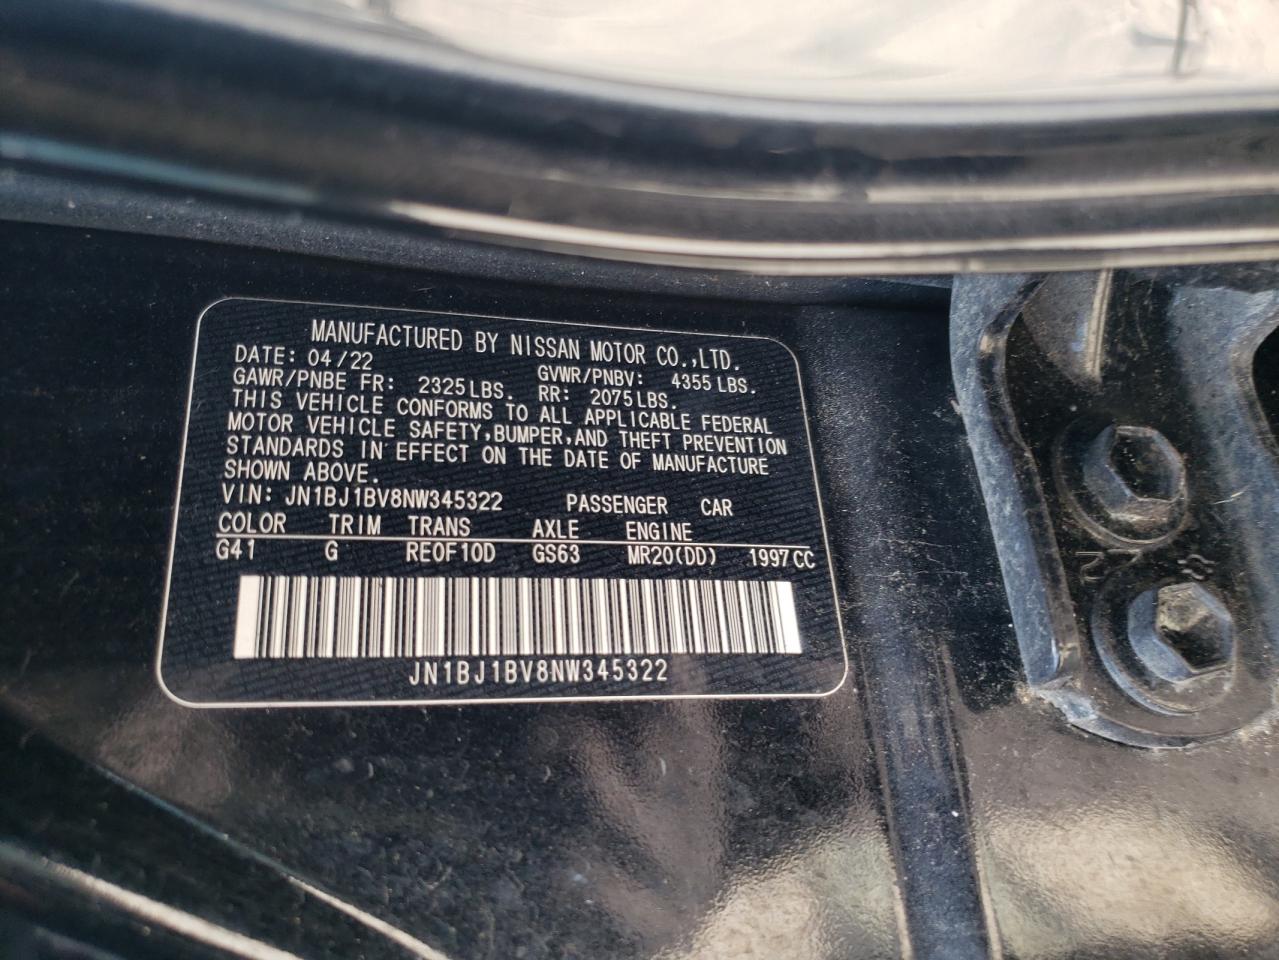 MANUFACTURED BY NISSAN MOTOR CO.,LTD.
DATE: 04/22 GVWR/PNBV: 4355 LBS.
GAWR/PNBE FR: 2325LBS. RR: 2075LBS.
THIS VEHICLE CONFORMS TO ALL APPLICABLE FEDERAL
MOTOR VEHICLE SAFETY,BUMPER,AND THEFT PREVENTION
STANDARDS IN EFFECT ON THE DATE OF MANUFACTURE
SHOWN ABOVE.
VIN: JN1BJ1BV8NW345322 PASSENGER CAR
COLOR TRIM TRANS AXLE ENGINE
G41 G RE0F10D GS63 MR20(DD) 1997CC
JN1BJ1BV8NW345322